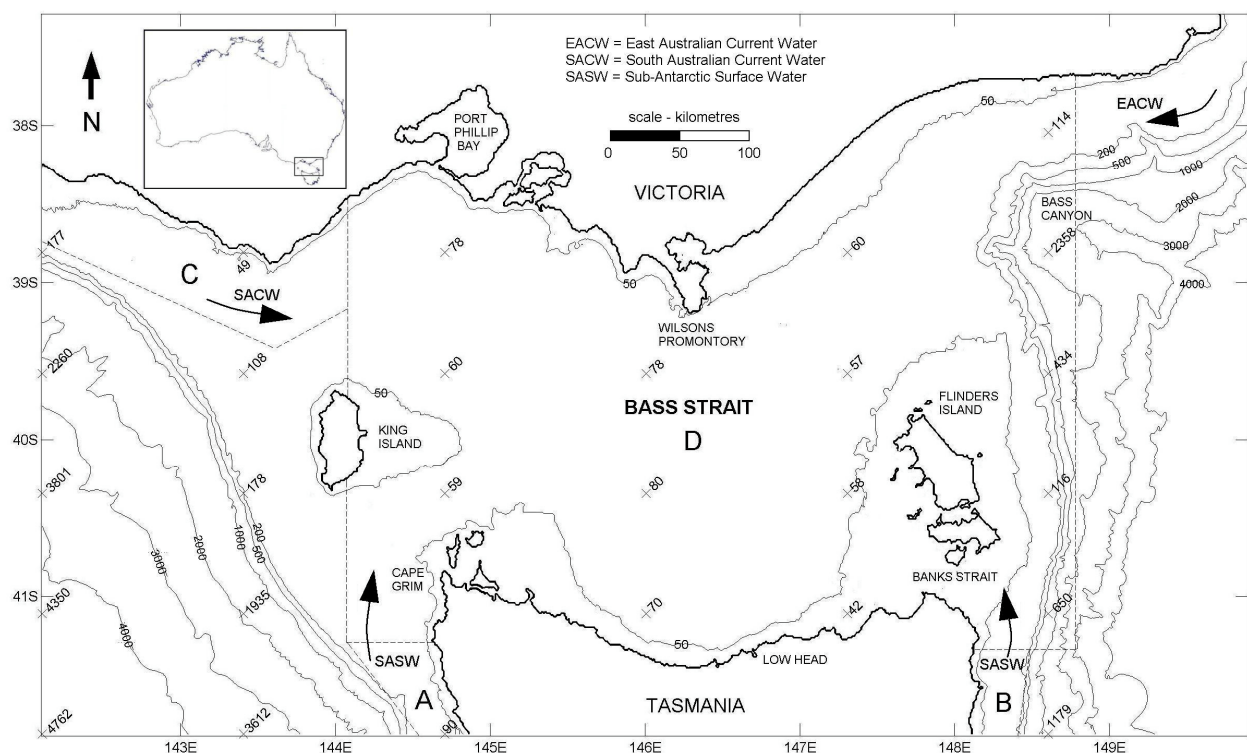 EACW = East Australian Current Water
SACW = South Australian Current Water
SASW = Sub-Antarctic Surface Water
N
scale - kilometres
0 50 100
38S
39S
40S
41S
PORT
PHILLIP
BAY
VICTORIA
50
EACW
114
200
500
1000
2000
3000
4000
BASS
CANYON
2358
177
C
49
78
60
SACW
50
WILSONS
PROMONTORY
2260
108
60
78
57
434
50
KING
ISLAND
BASS STRAIT
D
FLINDERS
ISLAND
3801
178
59
80
58
116
200
500
1000
2000
3000
4000
CAPE
GRIM
BANKS STRAIT
4350
1935
70
42
650
50
LOW HEAD
SASW
SASW
A
TASMANIA
B
4762
3612
90
1179
143E
144E
145E
146E
147E
148E
149E